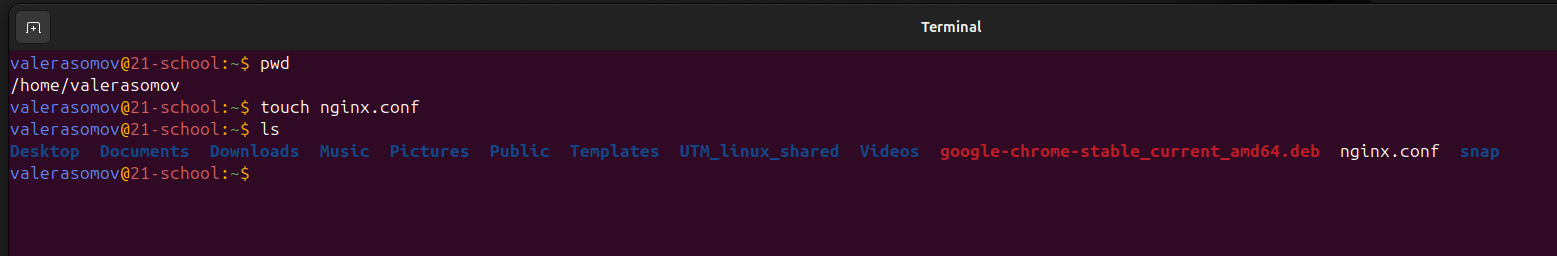 Terminal
valerasomov@21-school:~$ pwd
/home/valerasomov
valerasomov@21-school:~$ touch nginx.conf
valerasomov@21-school:~$ ls
Desktop  Documents  Downloads  Music  Pictures  Public  Templates  UTM_linux_shared  Videos  google-chrome-stable_current_amd64.deb  nginx.conf  snap
valerasomov@21-school:~$